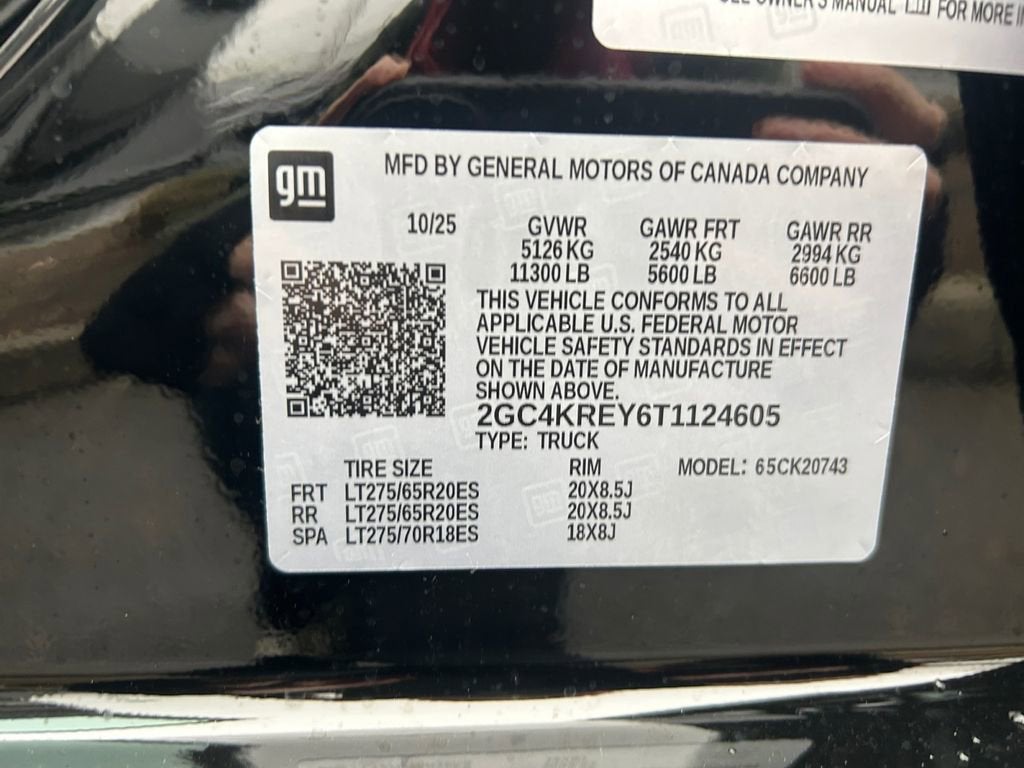 OWNER'S MANUAL FOR MORE
gm
MFD BY GENERAL MOTORS OF CANADA COMPANY
10/25 GVWR GAWR FRT GAWR RR
5126 KG 2540 KG 2994 KG
11300 LB 5600 LB 6600 LB
THIS VEHICLE CONFORMS TO ALL
APPLICABLE U.S. FEDERAL MOTOR
VEHICLE SAFETY STANDARDS IN EFFECT
ON THE DATE OF MANUFACTURE
SHOWN ABOVE.
2GC4KREY6T1124605
TYPE: TRUCK
TIRE SIZE RIM MODEL: 65CK20743
FRT LT275/65R20ES 20X8.5J
RR LT275/65R20ES 20X8.5J
SPA LT275/70R18ES 18X8J